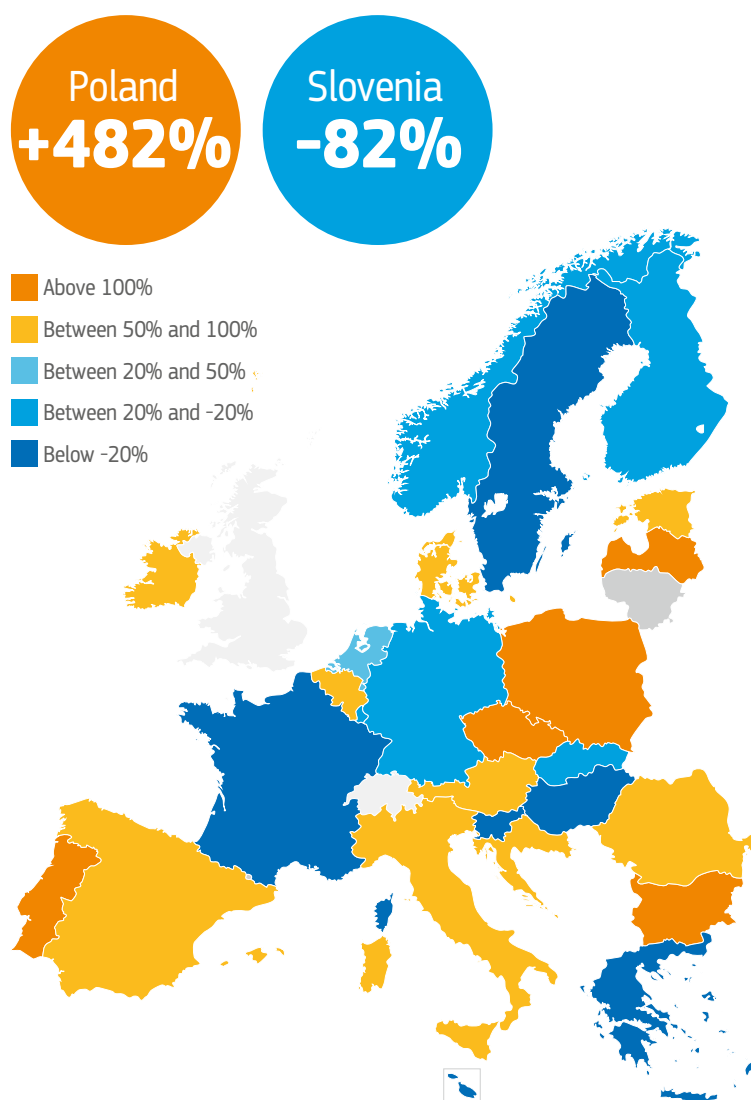 Poland
+482%
Slovenia
-82%
Above 100%
Between 50% and 100%
Between 20% and 50%
Between 20% and -20%
Below -20%